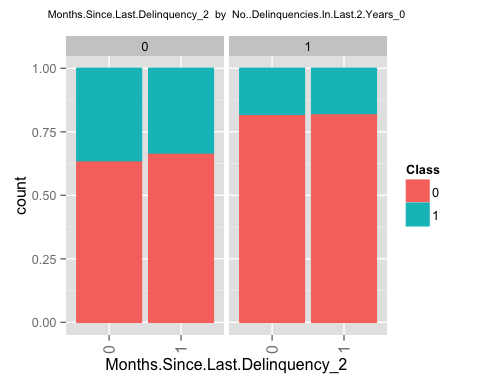 Months.Since.Last.Delinquency_2 by No..Delinquencies.In.Last.2.Years_0
0 1
1.00
0.75
0.50
0.25
0.00
count
0 1 0 1
Months.Since.Last.Delinquency_2
Class
0
1